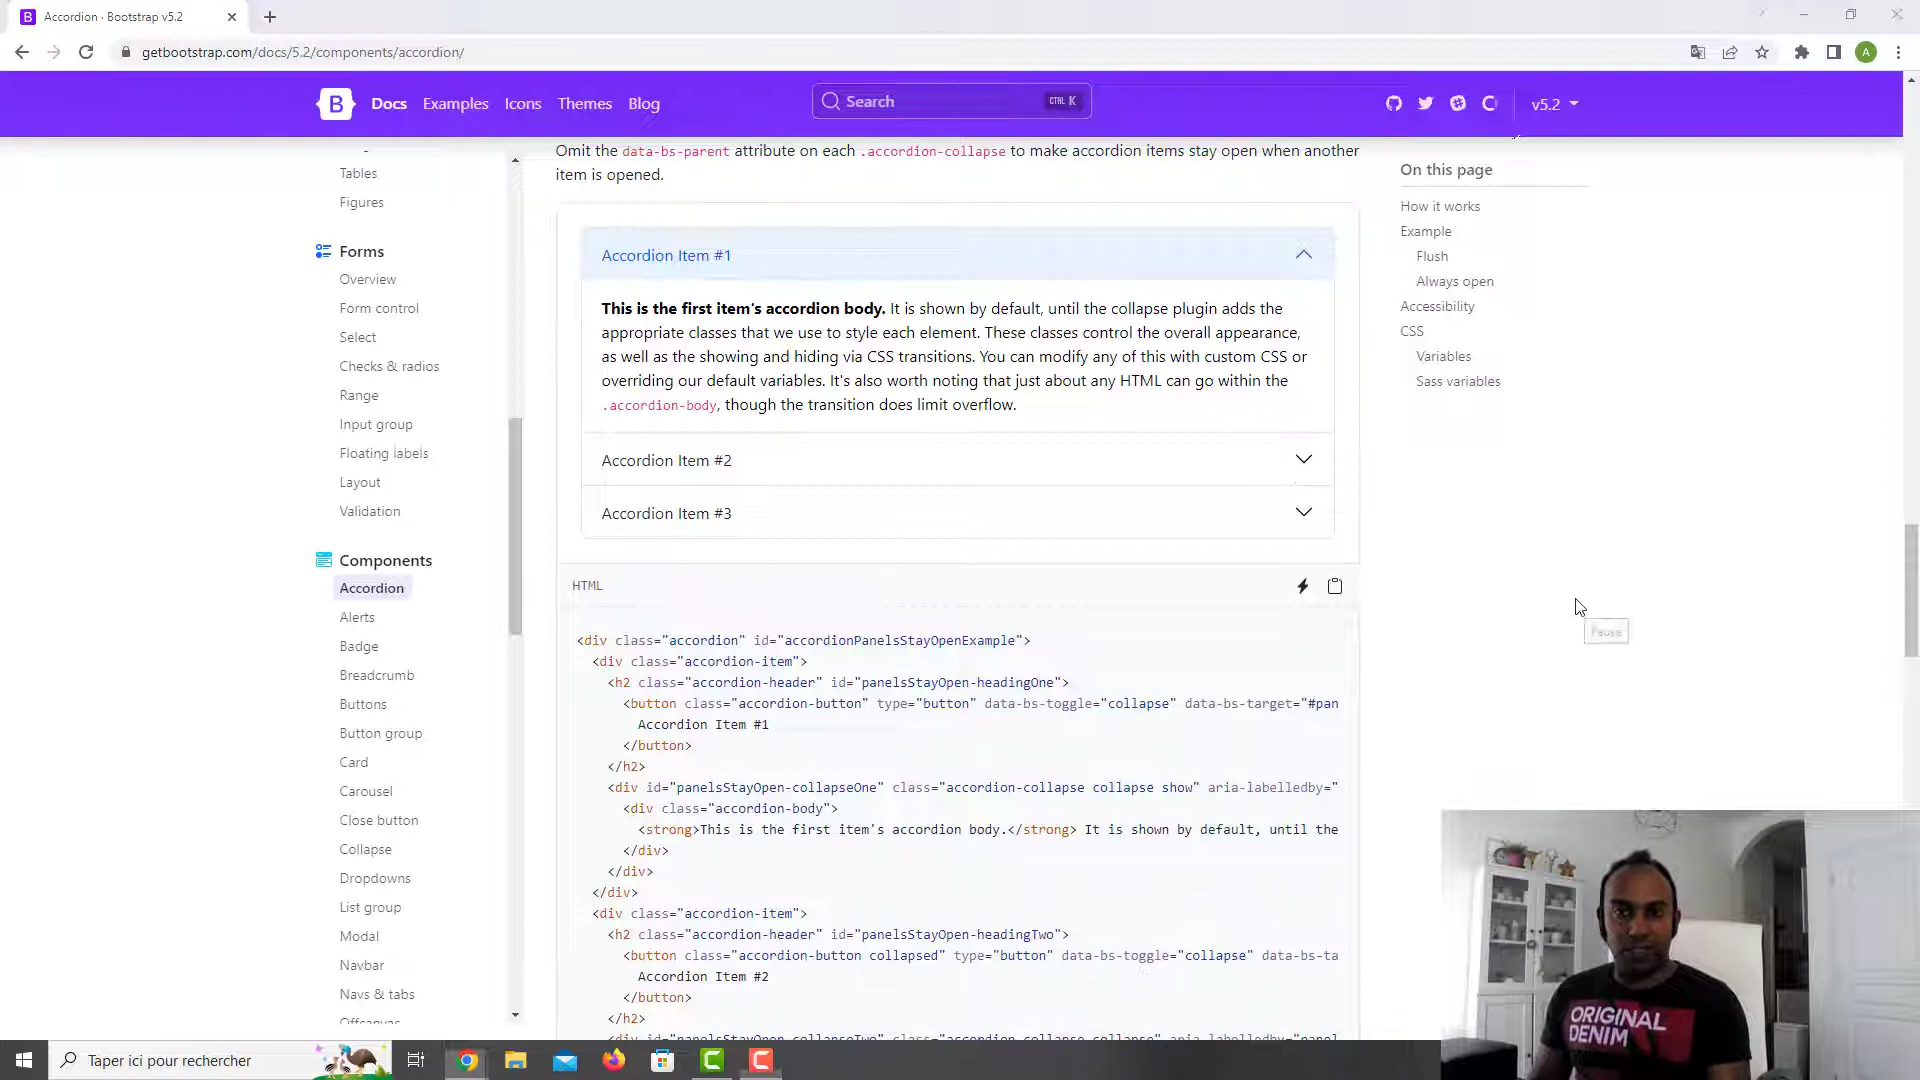 Accordion · Bootstrap v5.2
getbootstrap.com/docs/5.2/components/accordion/
A
B
Docs
Examples
Icons
Themes
Blog
Search
CTRL K
v5.2
Tables
Figures
Forms
Overview
Form control
Select
Checks & radios
Range
Input group
Floating labels
Layout
Validation
Components
Accordion
Alerts
Badge
Breadcrumb
Buttons
Button group
Card
Carousel
Close button
Collapse
Dropdowns
List group
Modal
Navbar
Navs & tabs
Offcanvas
Omit the data-bs-parent attribute on each .accordion-collapse to make accordion items stay open when another
item is opened.
Accordion Item #1
This is the first item's accordion body. It is shown by default, until the collapse plugin adds the
appropriate classes that we use to style each element. These classes control the overall appearance,
as well as the showing and hiding via CSS transitions. You can modify any of this with custom CSS or
overriding our default variables. It's also worth noting that just about any HTML can go within the
.accordion-body, though the transition does limit overflow.
Accordion Item #2
Accordion Item #3
HTML
<div class="accordion" id="accordionPanelsStayOpenExample">
<div class="accordion-item">
<h2 class="accordion-header" id="panelsStayOpen-headingOne">
<button class="accordion-button" type="button" data-bs-toggle="collapse" data-bs-target="#pan
Accordion Item #1
</button>
</h2>
<div id="panelsStayOpen-collapseOne" class="accordion-collapse collapse show" aria-labelledby="
<div class="accordion-body">
<strong>This is the first item's accordion body.</strong> It is shown by default, until the
</div>
</div>
</div>
<div class="accordion-item">
<h2 class="accordion-header" id="panelsStayOpen-headingTwo">
<button class="accordion-button collapsed" type="button" data-bs-toggle="collapse" data-bs-ta
Accordion Item #2
</button>
</h2>
<div id="panelsStayOpen-collapseTwo" class="accordion-collapse collapse" aria-labelledby="panel
On this page
How it works
Example
Flush
Always open
Accessibility
CSS
Variables
Sass variables
Pause
ORIGINAL
DENIM
Taper ici pour rechercher